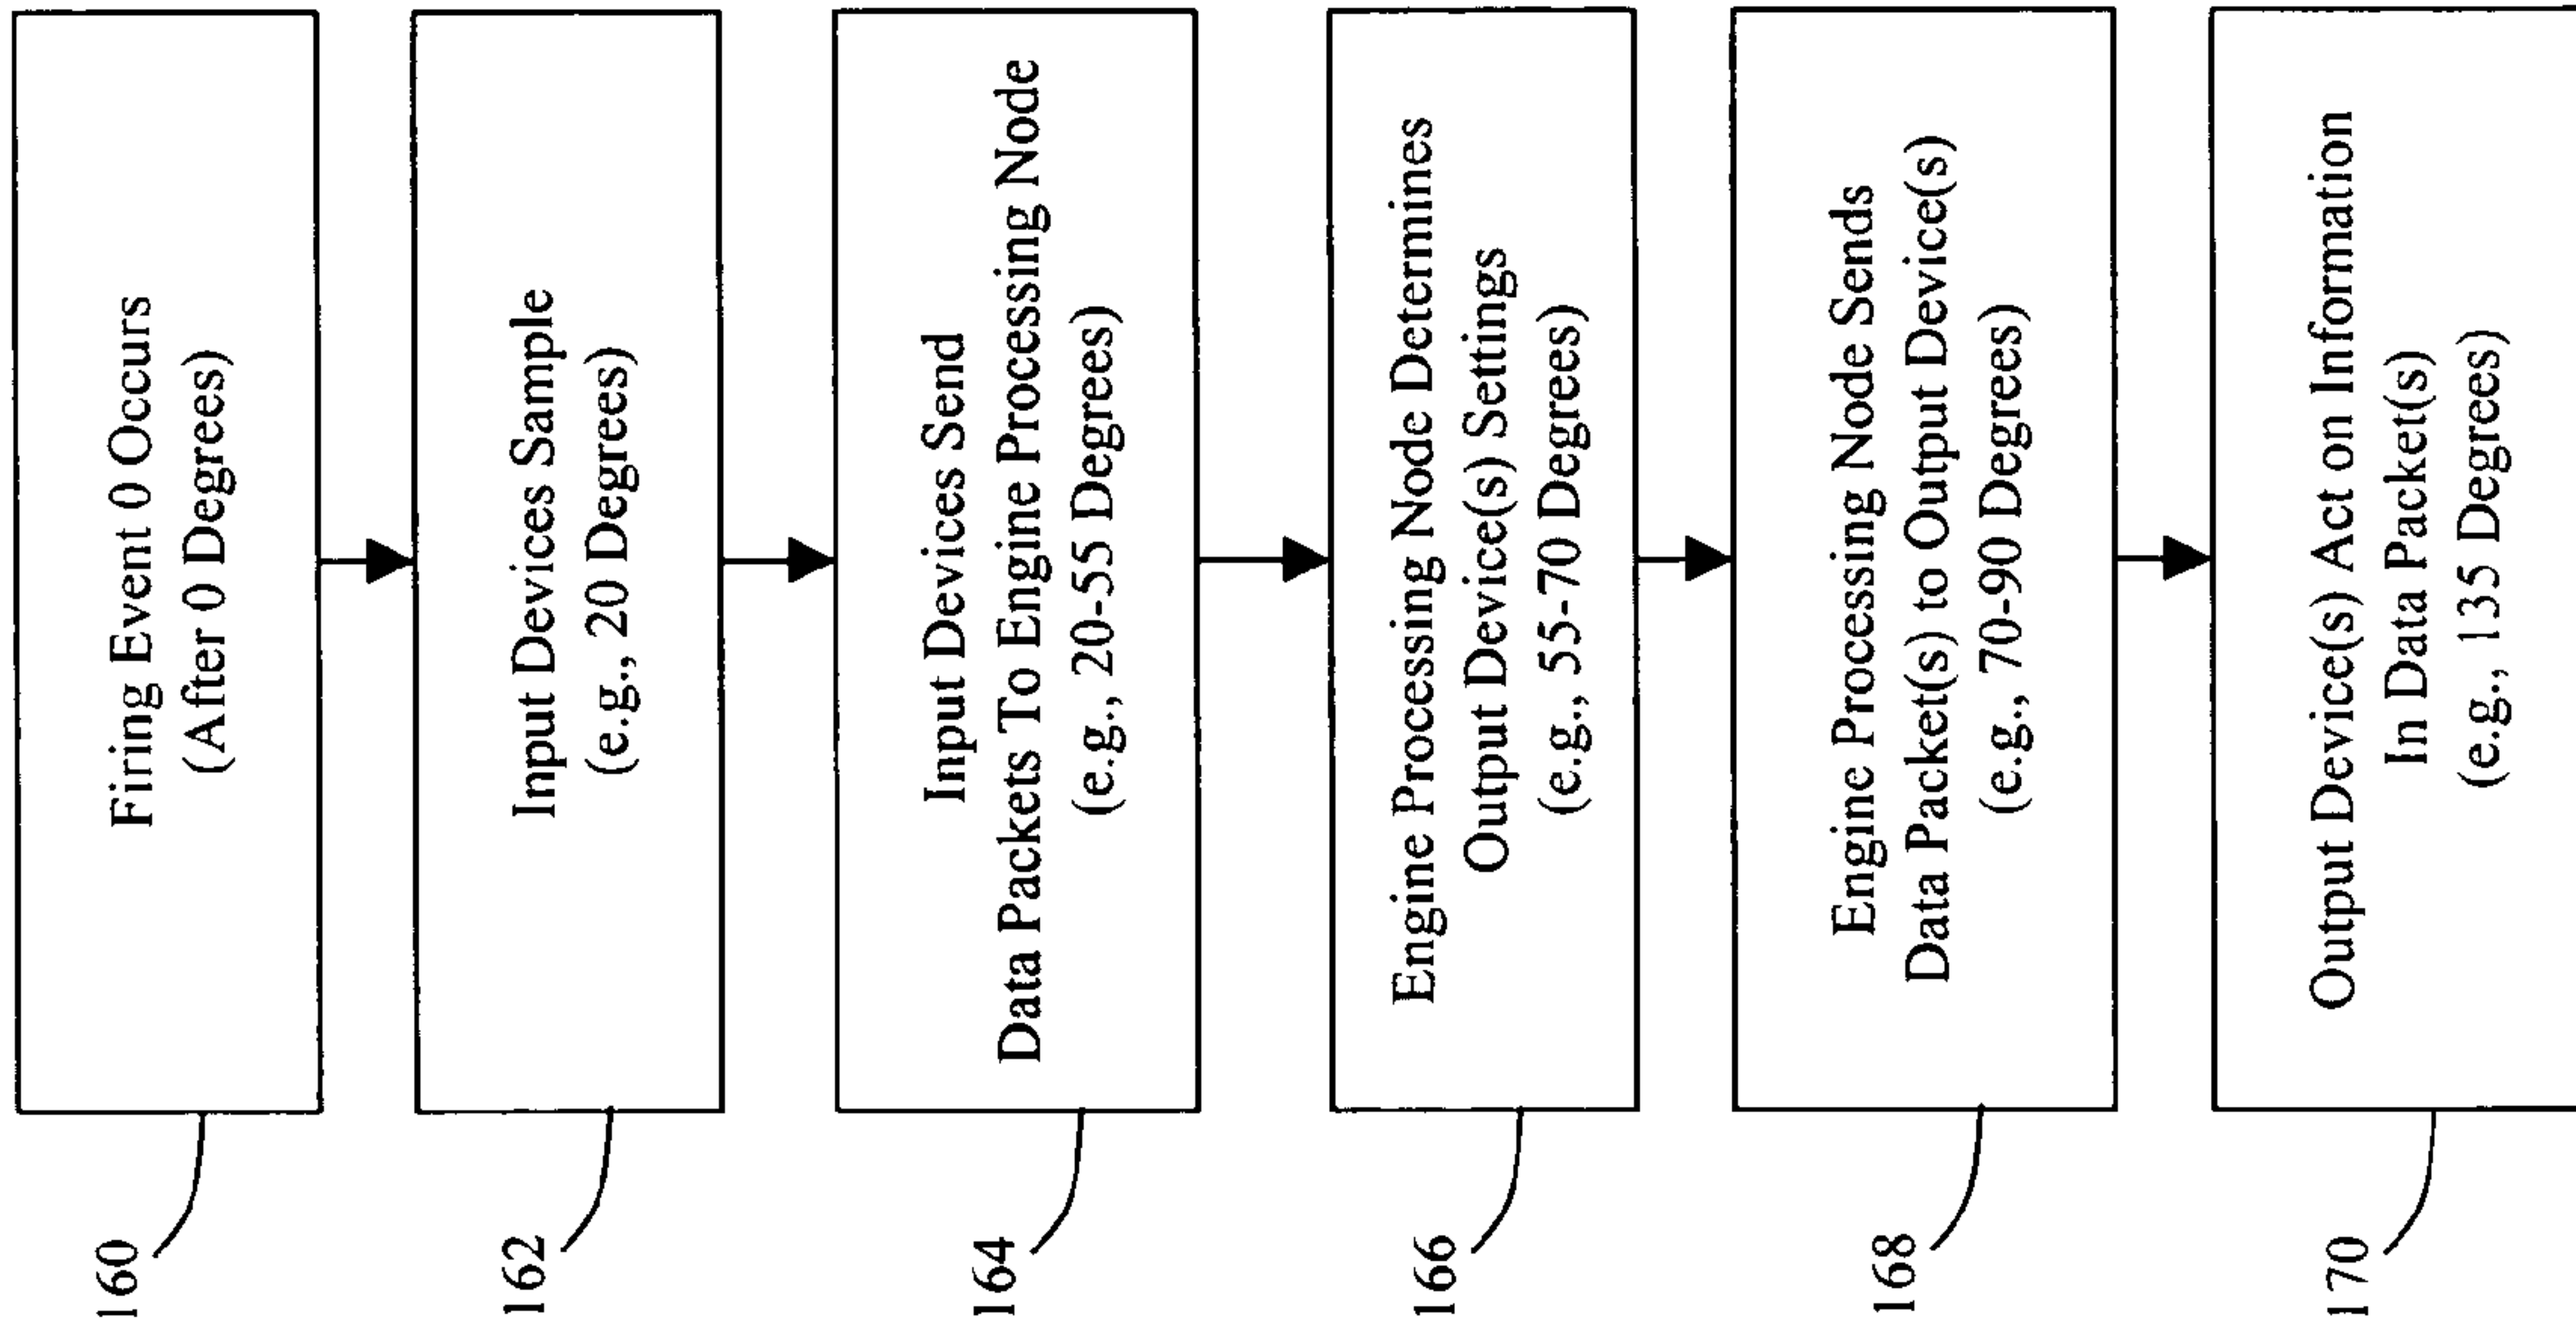 160
Firing Event 0 Occurs
(After 0 Degrees)
162
Input Devices Sample
(e.g., 20 Degrees)
164
Input Devices Send
Data Packets To Engine Processing Node
(e.g., 20-55 Degrees)
166
Engine Processing Node Determines
Output Device(s) Settings
(e.g., 55-70 Degrees)
168
Engine Processing Node Sends
Data Packet(s) to Output Device(s)
(e.g., 70-90 Degrees)
170
Output Device(s) Act on Information
In Data Packet(s)
(e.g., 135 Degrees)